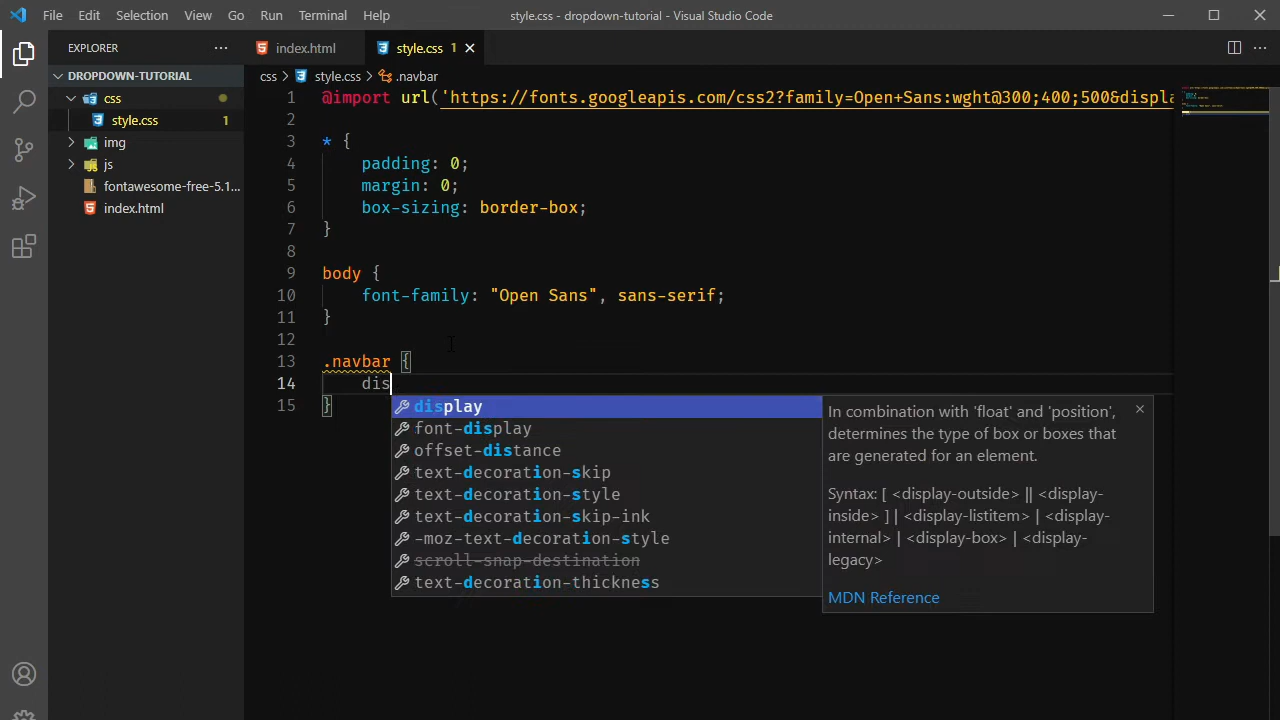 File Edit Selection View Go Run Terminal Help style.css - dropdown-tutorial - Visual Studio Code
EXPLORER
DROPDOWN-TUTORIAL
css
style.css 1
img
js
fontawesome-free-5.1...
index.html
index.html style.css 1
css > style.css > .navbar
1 @import url('https://fonts.googleapis.com/css2?family=Open+Sans:wght@300;400;500&displa
2
3 * {
4 padding: 0;
5 margin: 0;
6 box-sizing: border-box;
7 }
8
9 body {
10 font-family: "Open Sans", sans-serif;
11 }
12
13 .navbar {
14 dis
15 }
display
font-display
offset-distance
text-decoration-skip
text-decoration-style
text-decoration-skip-ink
-moz-text-decoration-style
scroll-snap-destination
text-decoration-thickness
In combination with 'float' and 'position',
determines the type of box or boxes that
are generated for an element.
Syntax: [ <display-outside> || <display-
inside> ] | <display-listitem> | <display-
internal> | <display-box> | <display-
legacy>
MDN Reference